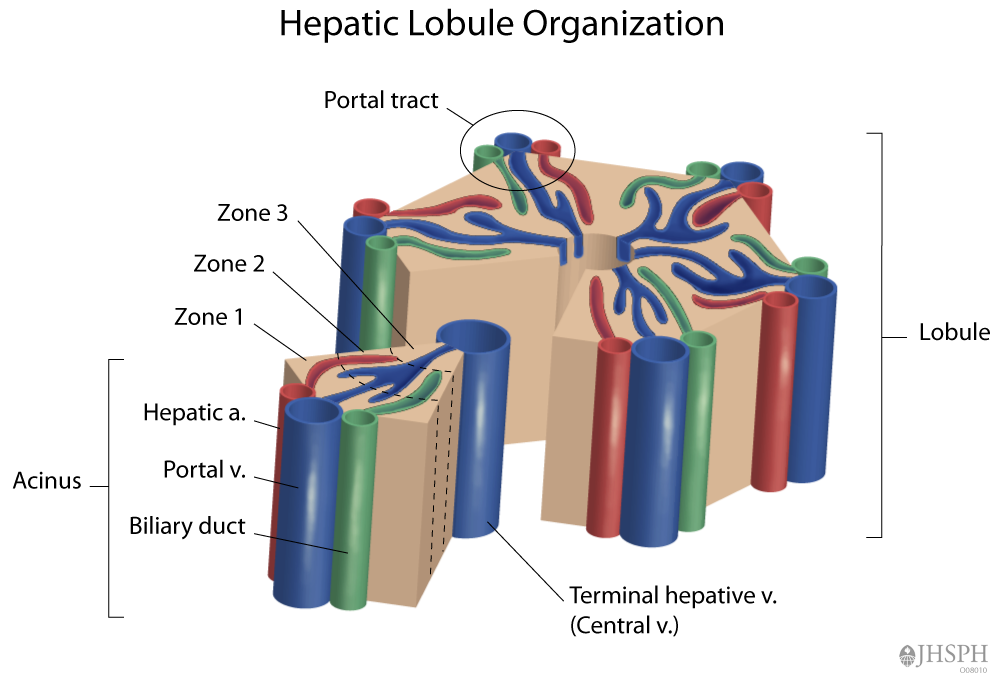 Hepatic Lobule Organization
Portal tract
Zone 3
Zone 2
Zone 1
Lobule
Hepatic a.
Portal v.
Acinus
Biliary duct
Terminal hepative v.
(Central v.)
JHSPH
O08010